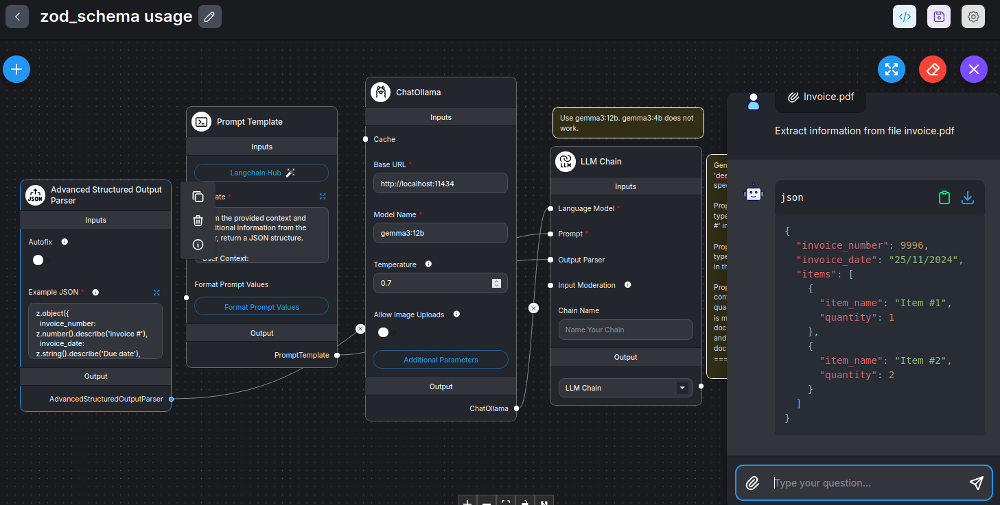 zod_schema usage
Advanced Structured Output
Parser
Inputs
Autofix
Example JSON *
z.object({
invoice_number:
z.number().describe('invoice #'),
invoice_date:
z.string().describe('Due date'),
Output
AdvancedStructuredOutputParser
Prompt Template
Inputs
Langchain Hub
ate *
m the provided context and
itional information from the
r, return a JSON structure.
User Context:
Format Prompt Values
Format Prompt Values
Output
PromptTemplate
ChatOllama
Inputs
Cache
Base URL *
http://localhost:11434
Model Name *
gemma3:12b
Temperature
0.7
Allow Image Uploads
Additional Parameters
Output
ChatOllama
Use gemma3:12b. gemma3:4b does not
work.
LLM Chain
Inputs
Language Model *
Prompt *
Output Parser
Input Moderation
Chain Name
Name Your Chain
Output
LLM Chain
Gen
'dee
spec
Prop
type
#' in
Prop
type
in th
Prop
con
qua
is m
doc
and
doc
===
Invoice.pdf
Extract information from file invoice.pdf
json
{
"invoice_number": 9996,
"invoice_date": "25/11/2024",
"items": [
{
"item_name": "Item #1",
"quantity": 1
},
{
"item_name": "Item #2",
"quantity": 2
}
]
}
Type your question...